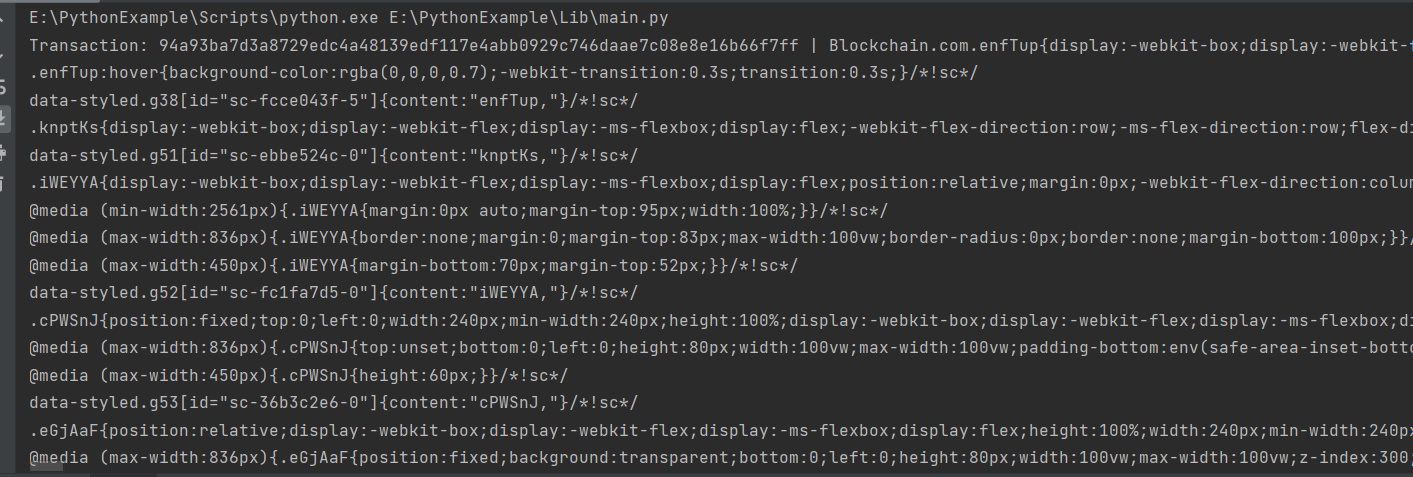 E:\PythonExample\Scripts\python.exe E:\PythonExample\Lib\main.py
Transaction: 94a93ba7d3a8729edc4a48139edf117e4abb0929c746daae7c08e8e16b66f7ff | Blockchain.com.enfTup{display:-webkit-box;display:-webkit-f
.enfTup:hover{background-color:rgba(0,0,0,0.7);-webkit-transition:0.3s;transition:0.3s;}/*!sc*/
data-styled.g38[id="sc-fcce043f-5"]{content:"enfTup,"}/*!sc*/
.knptKs{display:-webkit-box;display:-webkit-flex;display:-ms-flexbox;display:flex;-webkit-flex-direction:row;-ms-flex-direction:row;flex-di
data-styled.g51[id="sc-ebbe524c-0"]{content:"knptKs,"}/*!sc*/
.iWEYYA{display:-webkit-box;display:-webkit-flex;display:-ms-flexbox;display:flex;position:relative;margin:0px;-webkit-flex-direction:colum
@media (min-width:2561px){.iWEYYA{margin:0px auto;margin-top:95px;width:100%;}}/*!sc*/
@media (max-width:836px){.iWEYYA{border:none;margin:0;margin-top:83px;max-width:100vw;border-radius:0px;border:none;margin-bottom:100px;}}/
@media (max-width:450px){.iWEYYA{margin-bottom:70px;margin-top:52px;}}/*!sc*/
data-styled.g52[id="sc-fc1fa7d5-0"]{content:"iWEYYA,"}/*!sc*/
.cPWSnJ{position:fixed;top:0;left:0;width:240px;min-width:240px;height:100%;display:-webkit-box;display:-webkit-flex;display:-ms-flexbox;di
@media (max-width:836px){.cPWSnJ{top:unset;bottom:0;left:0;height:80px;width:100vw;max-width:100vw;padding-bottom:env(safe-area-inset-botto
@media (max-width:450px){.cPWSnJ{height:60px;}}/*!sc*/
data-styled.g53[id="sc-36b3c2e6-0"]{content:"cPWSnJ,"}/*!sc*/
.eGjAaF{position:relative;display:-webkit-box;display:-webkit-flex;display:-ms-flexbox;display:flex;height:100%;width:240px;min-width:240px
@media (max-width:836px){.eGjAaF{position:fixed;background:transparent;bottom:0;left:0;height:80px;width:100vw;max-width:100vw;z-index:300;